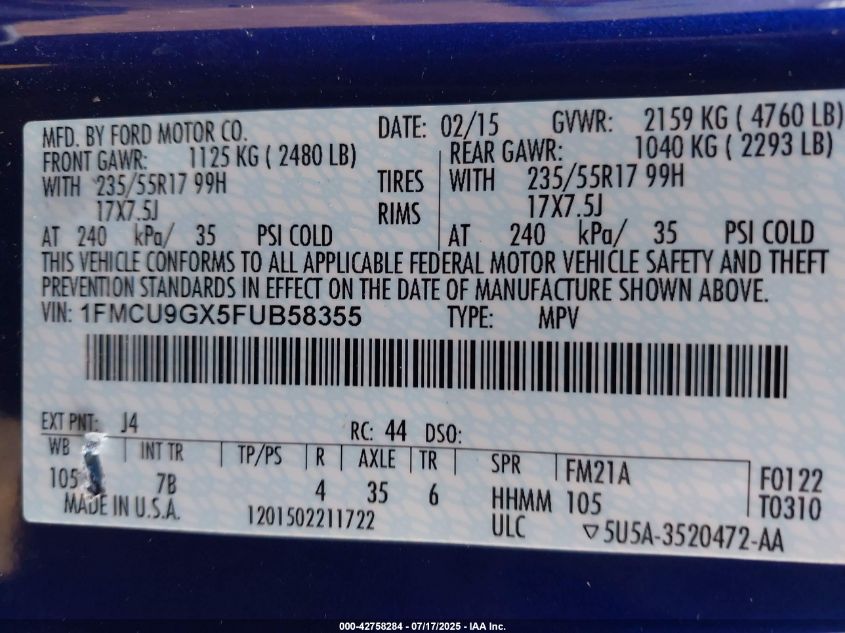 MFD. BY FORD MOTOR CO. DATE: 02/15 GVWR: 2159 KG ( 4760 LB)
FRONT GAWR: 1125 KG ( 2480 LB) REAR GAWR: 1040 KG ( 2293 LB)
WITH 235/55R17 99H TIRES WITH 235/55R17 99H
17X7.5J RIMS 17X7.5J
AT 240 kPa/ 35 PSI COLD AT 240 kPa/ 35 PSI COLD
THIS VEHICLE CONFORMS TO ALL APPLICABLE FEDERAL MOTOR VEHICLE SAFETY AND THEFT
PREVENTION STANDARDS IN EFFECT ON THE DATE OF MANUFACTURE SHOWN ABOVE.
VIN: 1FMCU9GX5FUB58355 TYPE: MPV
EXT PNT: J4 RC: 44 DSO:
WB INT TR TP/PS R AXLE TR SPR FM21A F0122
105 7B 4 35 6 HHMM 105 T0310
MADE IN U.S.A. 1201502211722 ULC ▽5U5A-3520472-AA
000-42758284 - 07/17/2025 - IAA Inc.